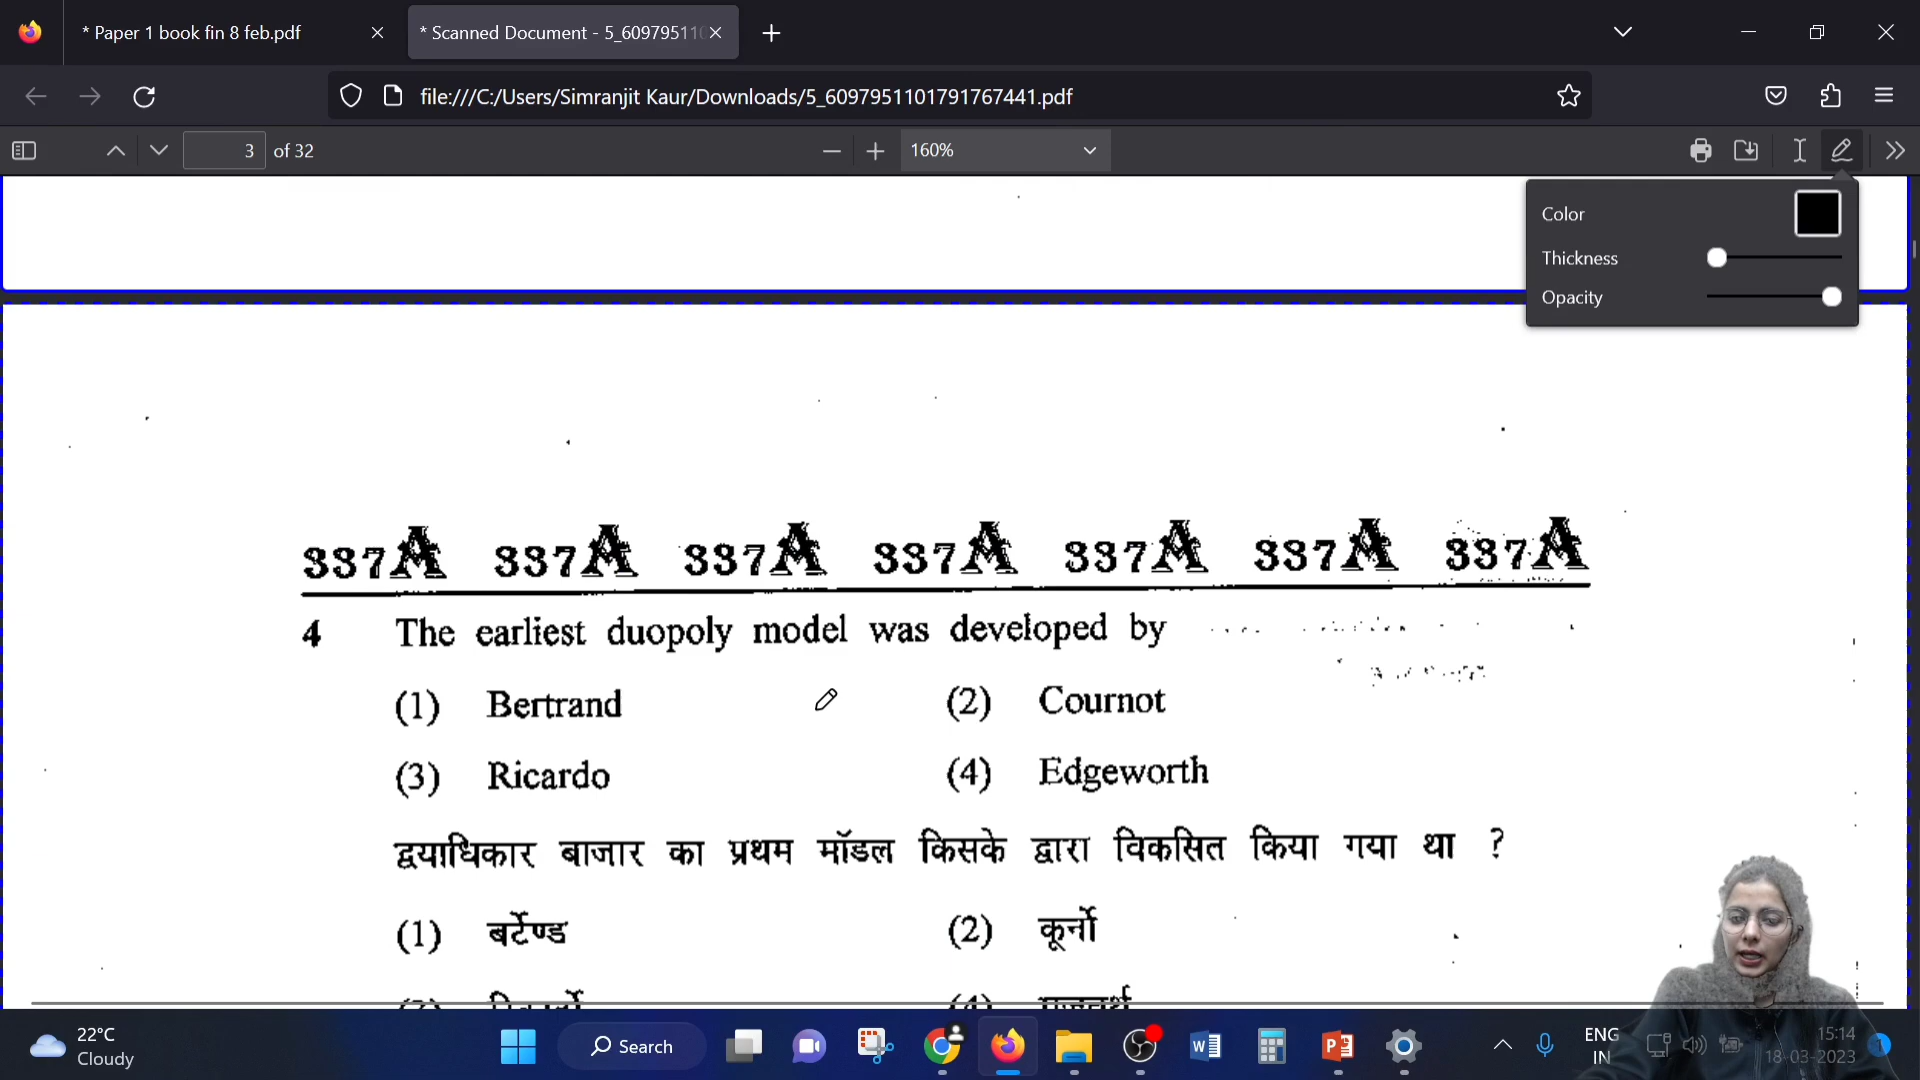 * Paper 1 book fin 8 feb.pdf
* Scanned Document - 5_609795110
file:///C:/Users/Simranjit Kaur/Downloads/5_6097951101791767441.pdf
3 of 32
160%
Color
Thickness
Opacity
337A 337A 337A 337A 337A 337A 337A
4 The earliest duopoly model was developed by
(1) Bertrand (2) Cournot
(3) Ricardo (4) Edgeworth
द्वयाधिकार बाजार का प्रथम मॉडल किसके द्वारा विकसित किया गया था ?
(1) बर्टेण्ड (2) कूर्नो
22°C
Cloudy
Search
ENG
IN
15:14
18-03-2023
1